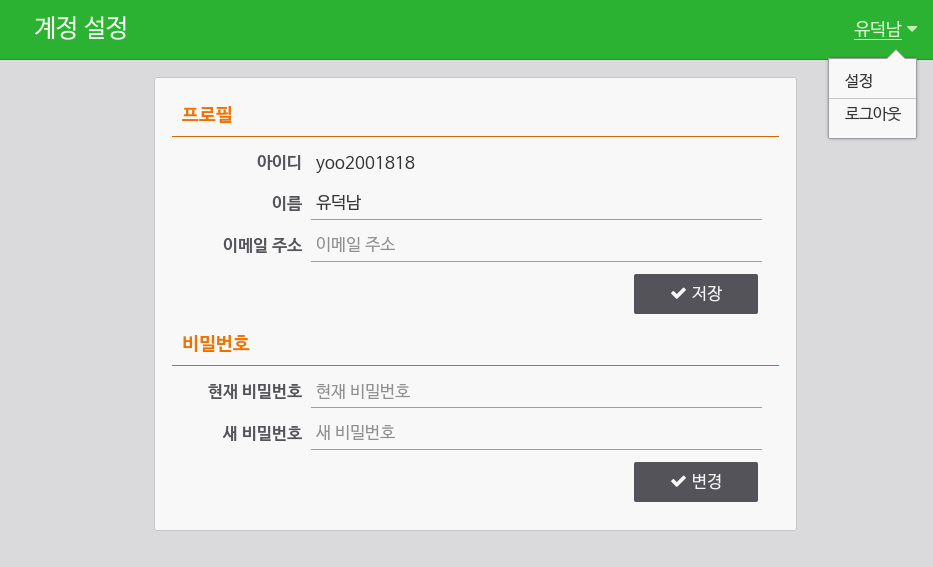 계정 설정
유덕남
설정
로그아웃
프로필
아이디 yoo2001818
이름 유덕남
이메일 주소 이메일 주소
저장
비밀번호
현재 비밀번호 현재 비밀번호
새 비밀번호 새 비밀번호
변경